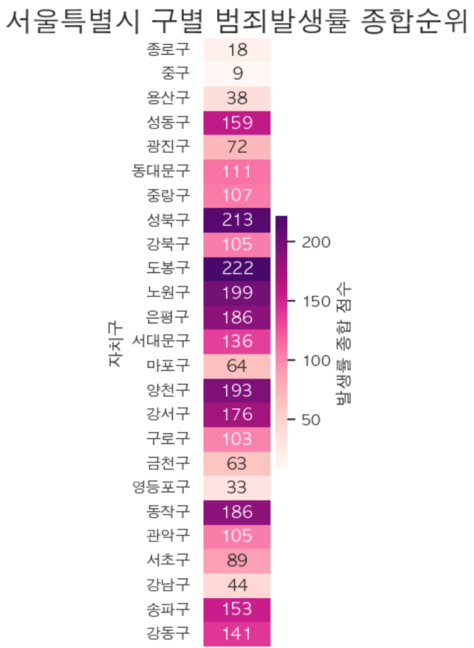 서울특별시 구별 범죄발생률 종합순위
자치구
종로구 18
중구 9
용산구 38
성동구 159
광진구 72
동대문구 111
중랑구 107
성북구 213
강북구 105
도봉구 222
노원구 199
은평구 186
서대문구 136
마포구 64
양천구 193
강서구 176
구로구 103
금천구 63
영등포구 33
동작구 186
관악구 105
서초구 89
강남구 44
송파구 153
강동구 141
200
150
100
50
발생률 종합 점수